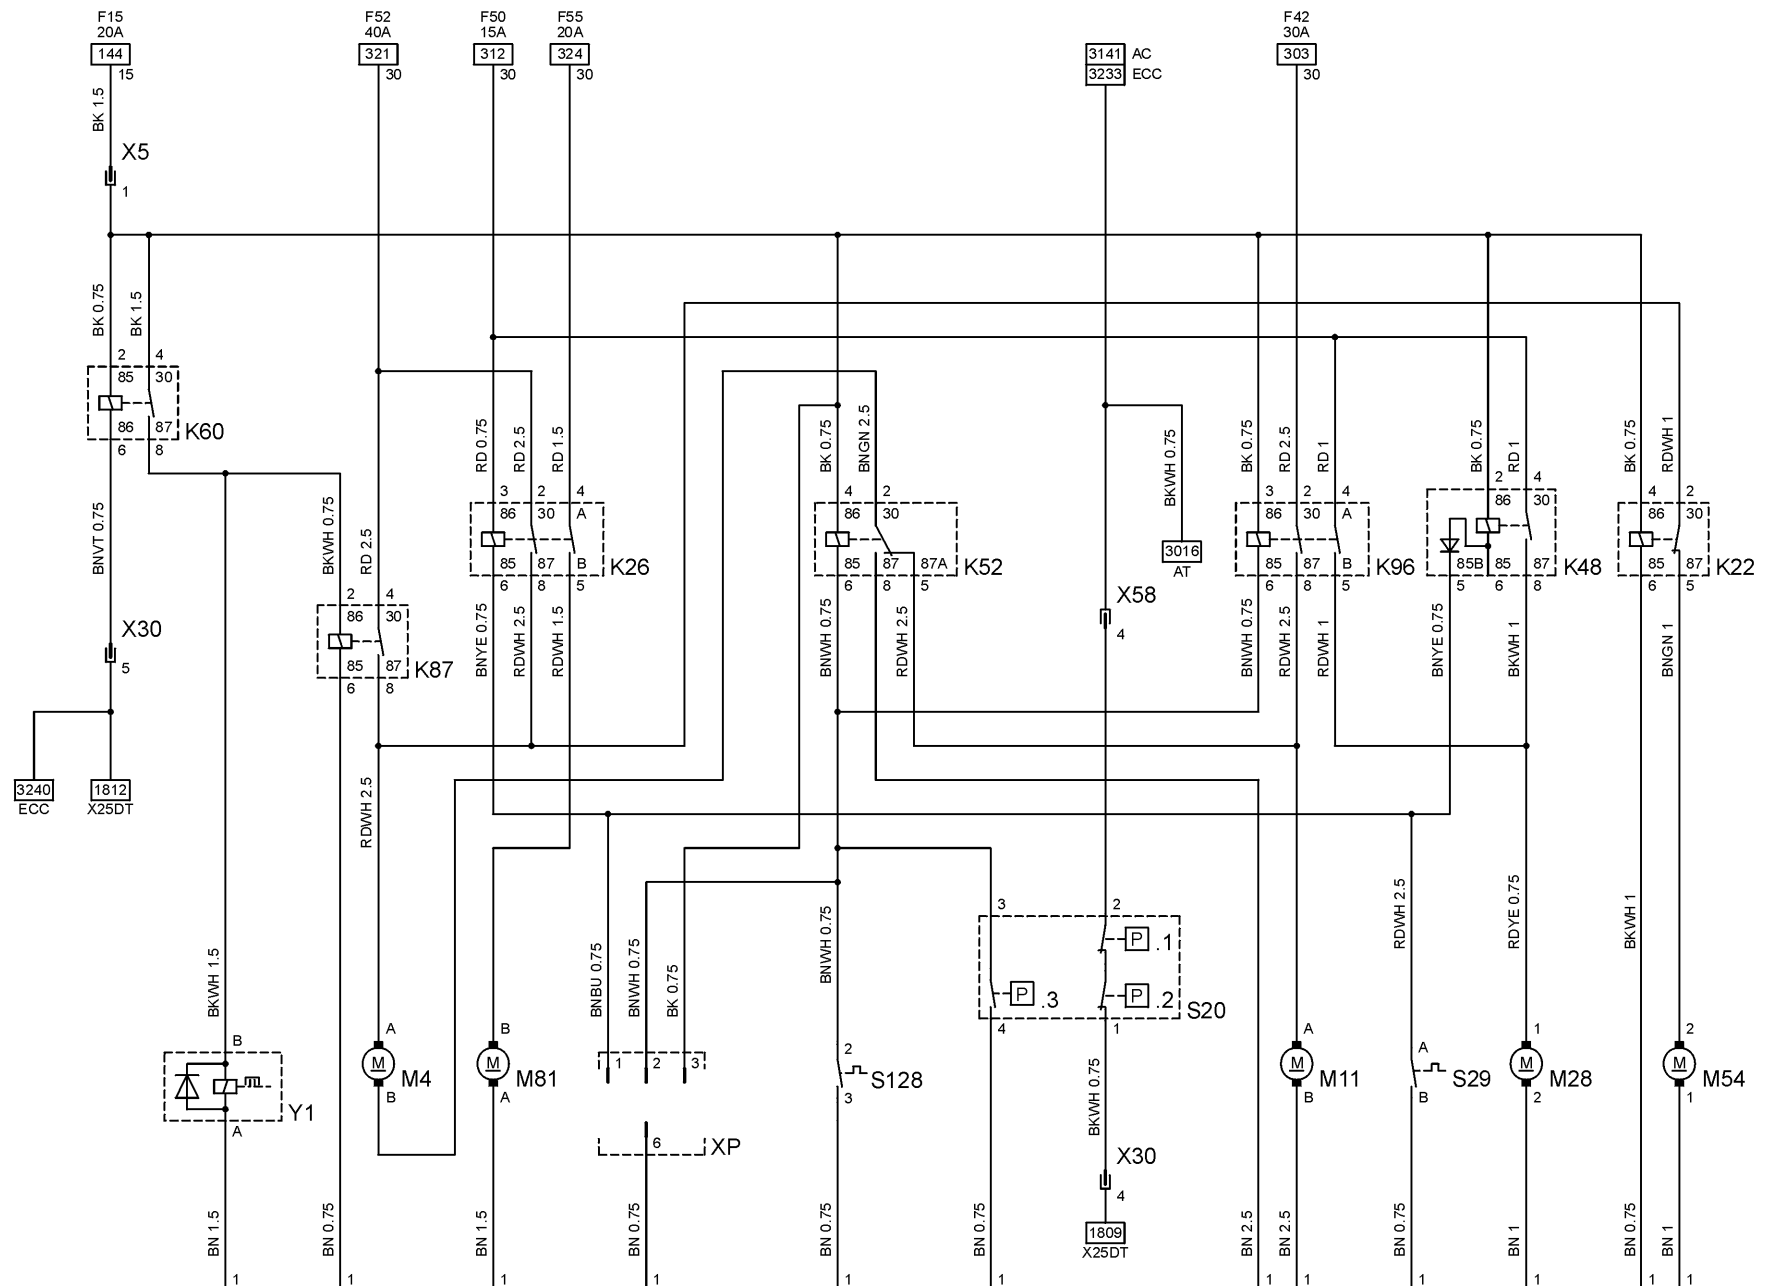 F15
20A
144
15
F52
40A
321
30
F50
15A
312
30
F55
20A
324
30
3141 AC
3233 ECC
F42
30A
303
30
BK 1.5
X5
1
BK 0.75
BK 1.5
2 4
85 30
86 87
K60
6 8
BNVT 0.75
X30
5
3240
ECC
1812
X25DT
BKWH 0.75
RD 2.5
2 4
86 30
85 87
K87
6 8
RDWH 2.5
RD 0.75
RD 2.5
RD 1.5
3 2 4
86 30 A
85 87 B
K26
6 8 5
BNYE 0.75
RDWH 2.5
RDWH 1.5
BK 0.75
BNGN 2.5
4 2
86 30
85 87 87A
K52
6 8 5
BNWH 0.75
RDWH 2.5
BKWH 0.75
3016
AT
X58
4
BK 0.75
RD 2.5
RD 1
3 2 4
86 30 A
85 87 B
K96
6 8 5
BNWH 0.75
RDWH 2.5
RDWH 1
BK 0.75
RD 1
2 4
86 30
85B 85 87
K48
5 6 8
BNYE 0.75
BKWH 1
BK 0.75
RDWH 1
4 2
86 30
85 87
K22
6 5
BNGN 1
BKWH 1.5
B
Y1
A
BN 1.5
1
BN 0.75
1
A
M
M4
B
B
M
M81
A
BN 1.5
1
BNBU 0.75
BNWH 0.75
BK 0.75
1 2 3
6
XP
BN 0.75
1
BNWH 0.75
2
S128
3
BN 0.75
1
3 2
P .1
P .3
P .2
S20
4 1
BKWH 0.75
X30
4
1809
X25DT
1
BN 2.5
1
A
M
M11
B
BN 2.5
1
RDWH 2.5
A
S29
B
BN 0.75
1
RDYE 0.75
1
M
M28
2
BN 1
1
BKWH 1
BN 0.75
1
2
M
M54
1
BN 1
1